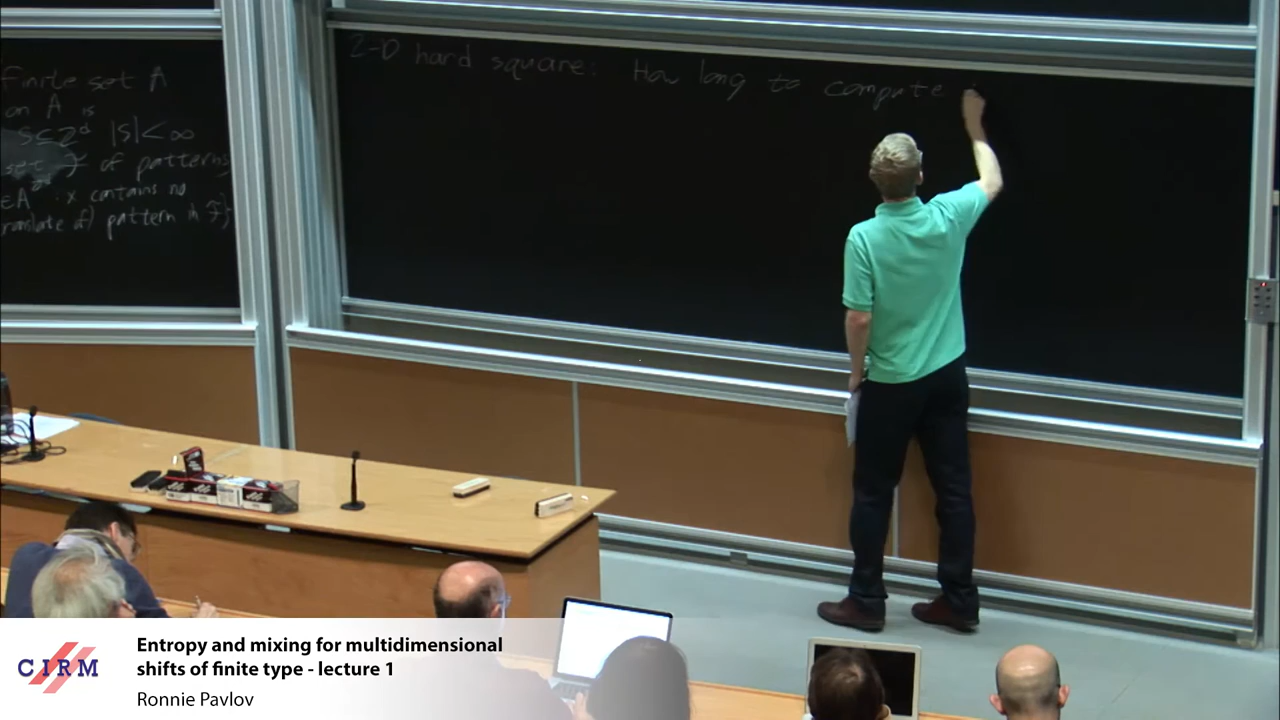 finite set A
on A is
S⊆Z^d |S|<∞
set F of patterns
∈A : x contains no
translate of) pattern in F}
2-D hard square: How long to compute
CIRM
Entropy and mixing for multidimensional
shifts of finite type - lecture 1
Ronnie Pavlov